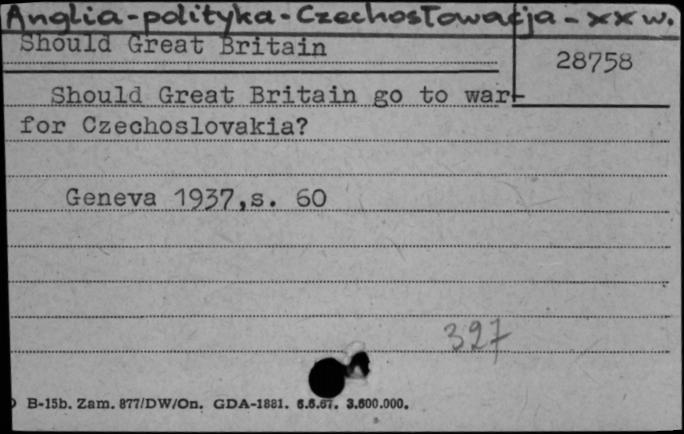 Anglia-polityka-Czechosłowacja-XX w.
Should Great Britain
28758
Should Great Britain go to war
for Czechoslovakia?
Geneva 1937,s. 60
327
B-15b. Zam. 877/DW/On. GDA-1881. 6.6.67. 3.600.000.